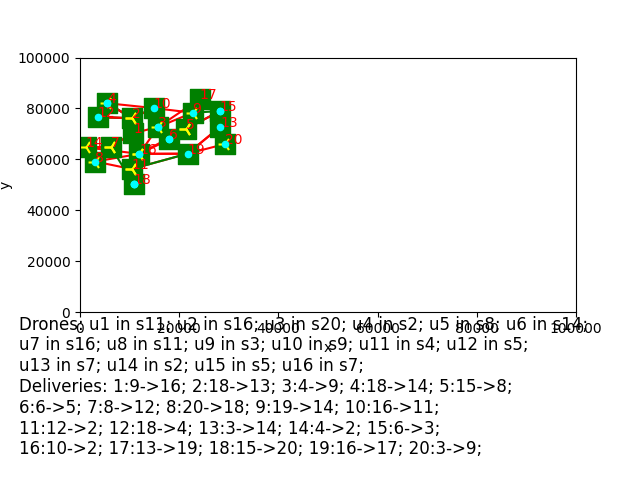 100000
80000
60000
40000
20000
0
y
17
15
13
20
0 20000 40000 60000 80000 100000
x
Drones: u1 in s11; u2 in s16; u3 in s20; u4 in s2; u5 in s8; u6 in s14;
u7 in s16; u8 in s11; u9 in s3; u10 in s9; u11 in s4; u12 in s5;
u13 in s7; u14 in s2; u15 in s5; u16 in s7;
Deliveries: 1:9->16; 2:18->13; 3:4->9; 4:18->14; 5:15->8;
6:6->5; 7:8->12; 8:20->18; 9:19->14; 10:16->11;
11:12->2; 12:18->4; 13:3->14; 14:4->2; 15:6->3;
16:10->2; 17:13->19; 18:15->20; 19:16->17; 20:3->9;